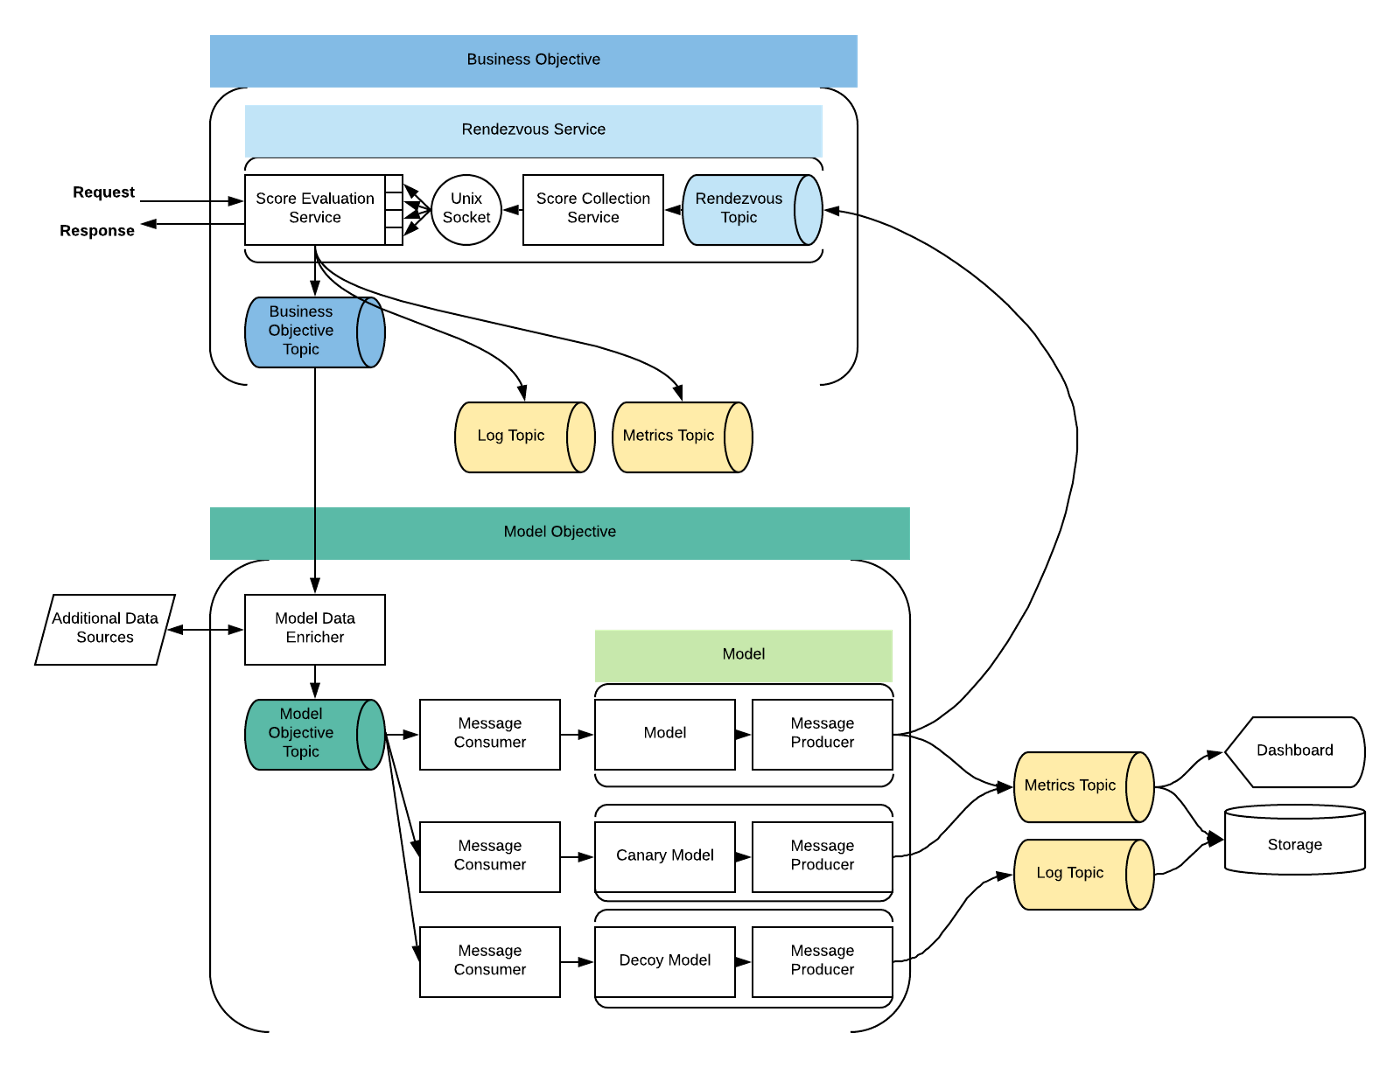 Business Objective
Rendezvous Service
Request
Response
Score Evaluation
Service
Unix
Socket
Score Collection
Service
Rendezvous
Topic
Business
Objective
Topic
Log Topic
Metrics Topic
Model Objective
Additional Data
Sources
Model Data
Enricher
Model
Model
Objective
Topic
Message
Consumer
Model
Message
Producer
Message
Consumer
Canary Model
Message
Producer
Message
Consumer
Decoy Model
Message
Producer
Metrics Topic
Log Topic
Dashboard
Storage